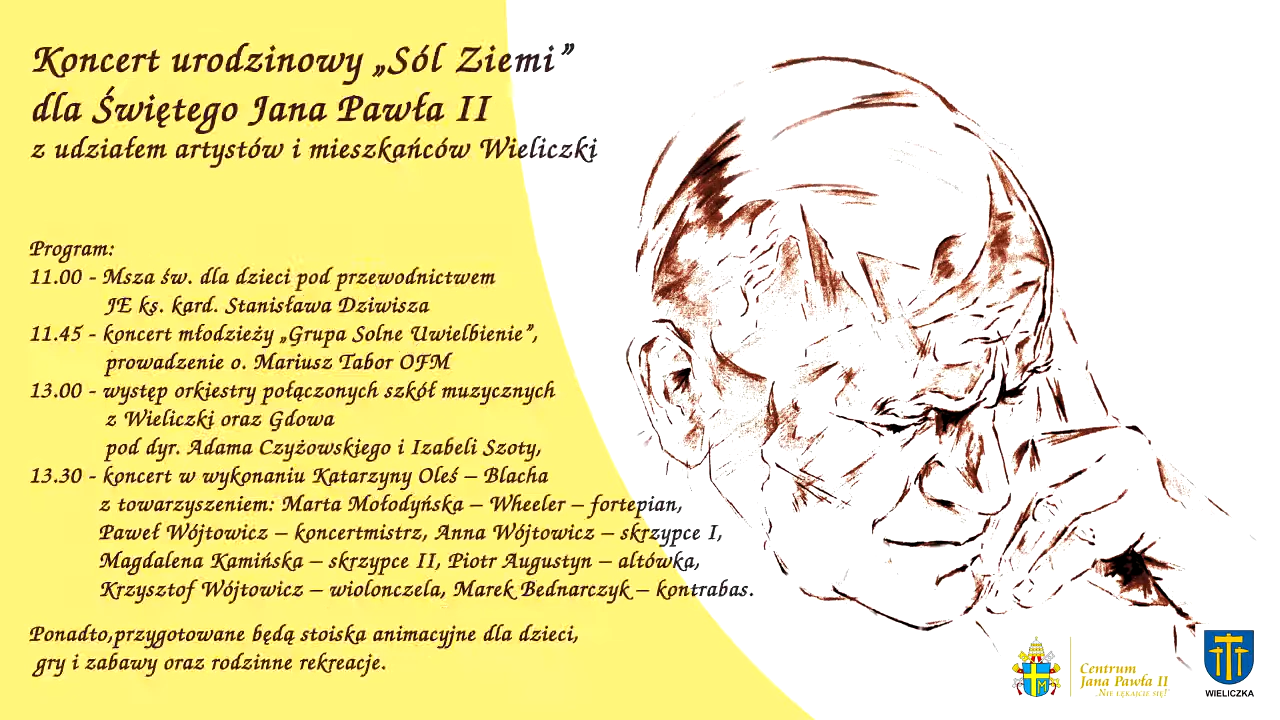 Koncert urodzinowy „Sól Ziemi”
dla Świętego Jana Pawła II
z udziałem artystów i mieszkańców Wieliczki
Program:
11.00 - Msza św. dla dzieci pod przewodnictwem
JE ks. kard. Stanisława Dziwisza
11.45 - koncert młodzieży „Grupa Solne Uwielbienie”,
prowadzenie o. Mariusz Tabor OFM
13.00 - występ orkiestry połączonych szkół muzycznych
z Wieliczki oraz Gdowa
pod dyr. Adama Czyżowskiego i Izabeli Szoty,
13.30 - koncert w wykonaniu Katarzyny Oleś – Blacha
z towarzyszeniem: Marta Mołodyńska – Wheeler – fortepian,
Paweł Wójtowicz – koncertmistrz, Anna Wójtowicz – skrzypce I,
Magdalena Kamińska – skrzypce II, Piotr Augustyn – altówka,
Krzysztof Wójtowicz – wiolonczela, Marek Bednarczyk – kontrabas.
Ponadto,przygotowane będą stoiska animacyjne dla dzieci,
gry i zabawy oraz rodzinne rekreacje.
Centrum
Jana Pawła II
„Nie lękajcie się!”
WIELICZKA